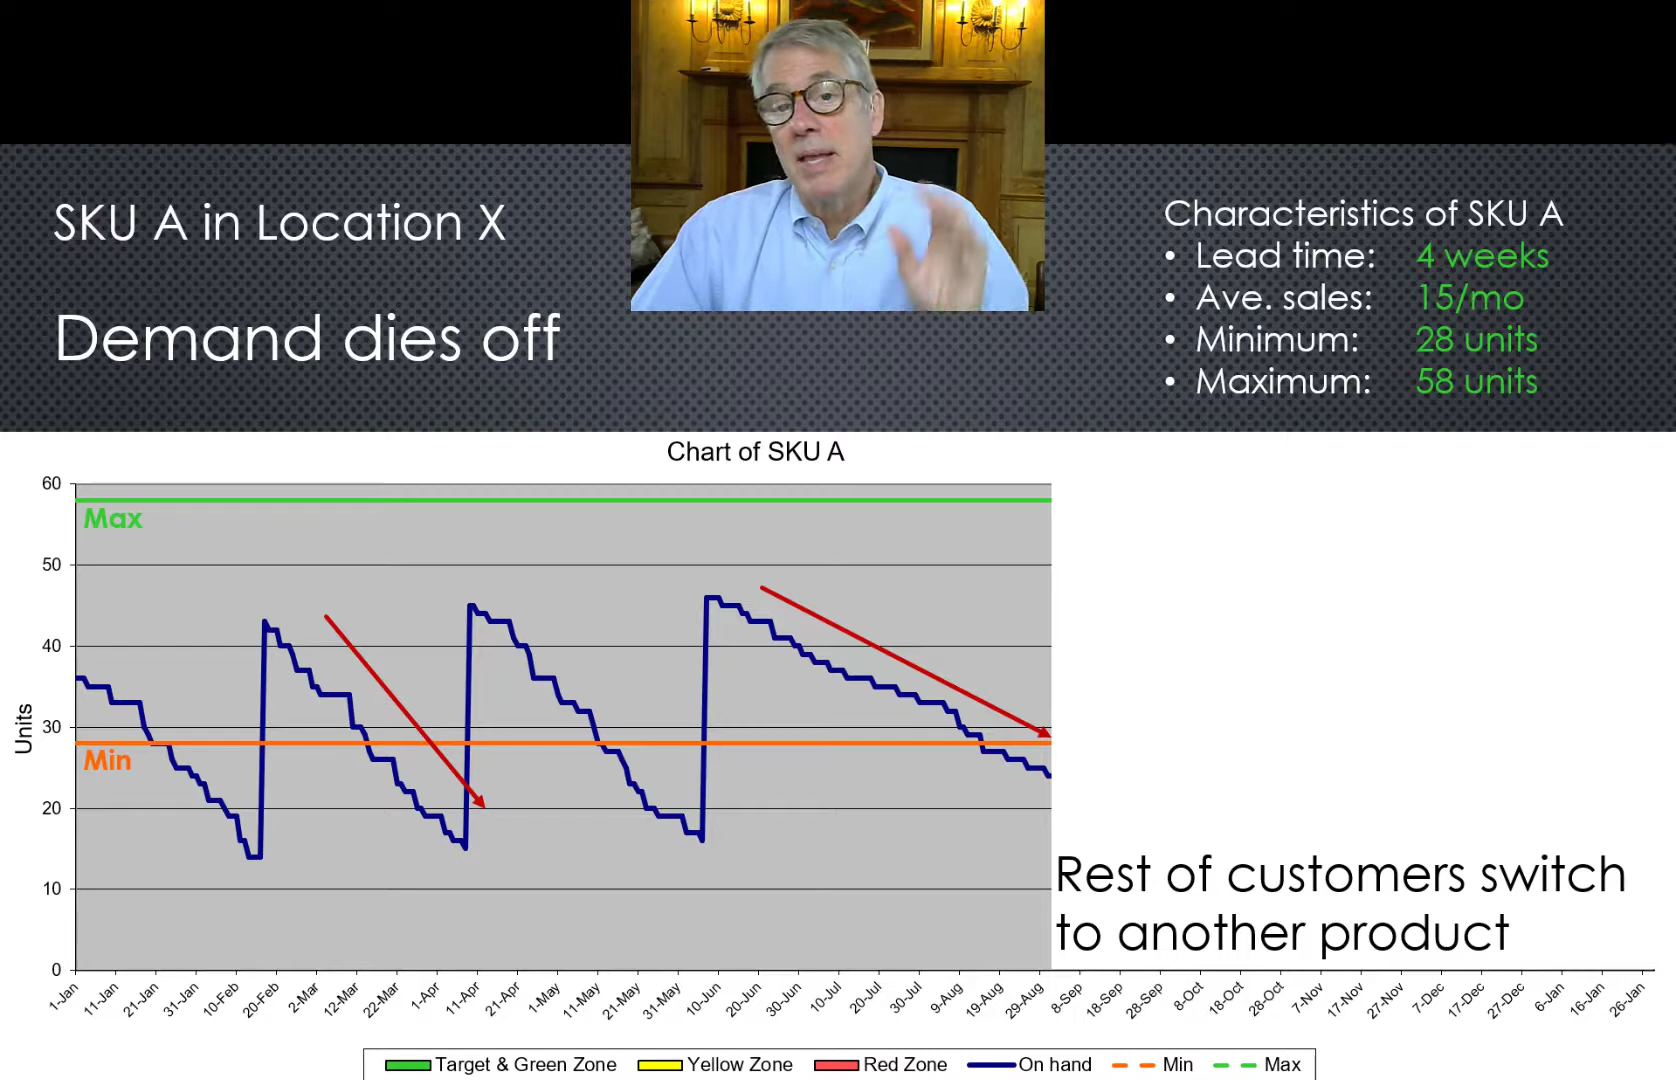 SKU A in Location X
Demand dies off
Characteristics of SKU A
• Lead time: 4 weeks
• Ave. sales: 15/mo
• Minimum: 28 units
• Maximum: 58 units
Chart of SKU A
60
50
40
30
20
10
0
Units
Max
Min
Rest of customers switch
to another product
1-Jan 11-Jan 21-Jan 31-Jan 10-Feb 20-Feb 2-Mar 12-Mar 22-Mar 1-Apr 11-Apr 21-Apr 1-May 11-May 21-May 31-May 10-Jun 20-Jun 30-Jun 10-Jul 20-Jul 30-Jul 9-Aug 19-Aug 29-Aug 8-Sep 18-Sep 28-Sep 8-Oct 18-Oct 28-Oct 7-Nov 17-Nov 27-Nov 7-Dec 17-Dec 27-Dec 6-Jan 16-Jan 26-Jan
Target & Green Zone Yellow Zone Red Zone On hand Min Max